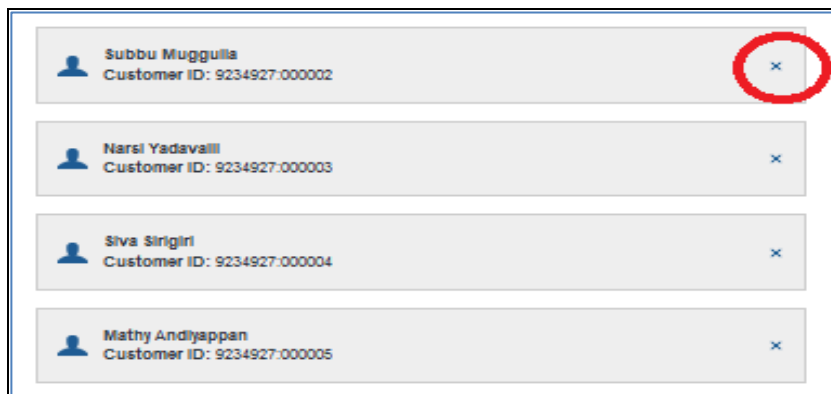 Subbu Muggulla
Customer ID: 9234927:000002
×
Narsi Yadavalli
Customer ID: 9234927:000003
×
Siva Sirigiri
Customer ID: 9234927:000004
×
Mathy Andiyappan
Customer ID: 9234927:000005
×